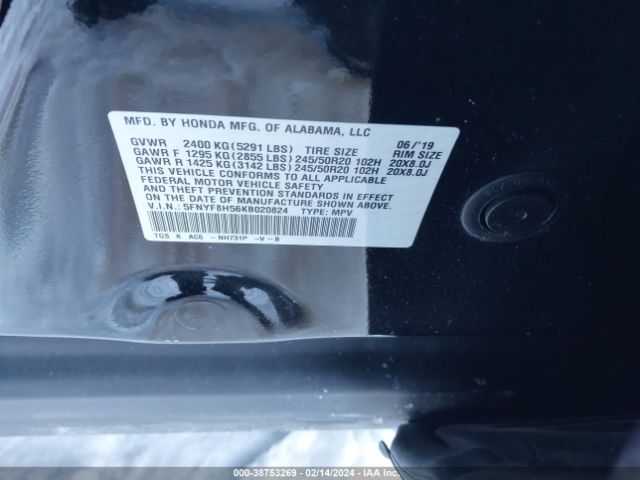 MFD. BY HONDA MFG. OF ALABAMA, LLC 06/'19
GVWR 2400 KG (5291 LBS) TIRE SIZE RIM SIZE
GAWR F 1295 KG (2855 LBS) 245/50R20 102H 20X8.0J
GAWR R 1425 KG (3142 LBS) 245/50R20 102H 20X8.0J
THIS VEHICLE CONFORMS TO ALL APPLICABLE
FEDERAL MOTOR VEHICLE SAFETY
AND THEFT PREVENTION STANDARDS IN EFFECT
ON THE DATE OF MANUFACTURE SHOWN ABOVE.
V.I.N.: 5FNYF8H56KB020824 TYPE: MPV
TGS K AC6 -NH731P -V-B
000-38753269 - 02/14/2024 - IAA Inc.